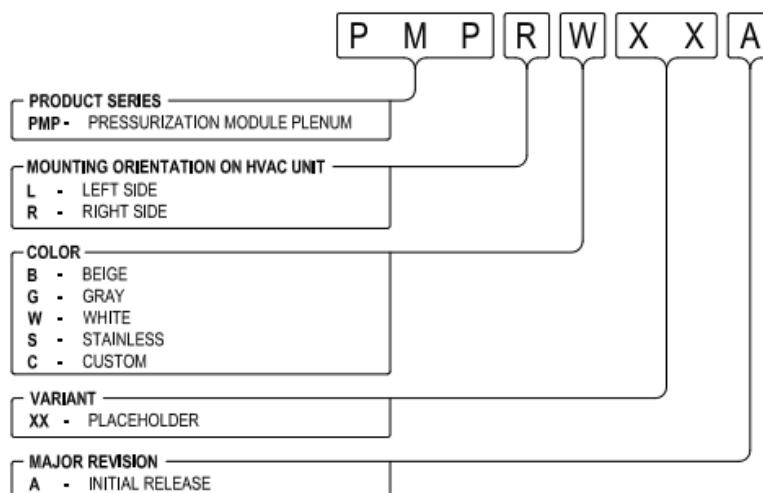 P M P R W X X A
PRODUCT SERIES
PMP - PRESSURIZATION MODULE PLENUM
MOUNTING ORIENTATION ON HVAC UNIT
L - LEFT SIDE
R - RIGHT SIDE
COLOR
B - BEIGE
G - GRAY
W - WHITE
S - STAINLESS
C - CUSTOM
VARIANT
XX - PLACEHOLDER
MAJOR REVISION
A - INITIAL RELEASE